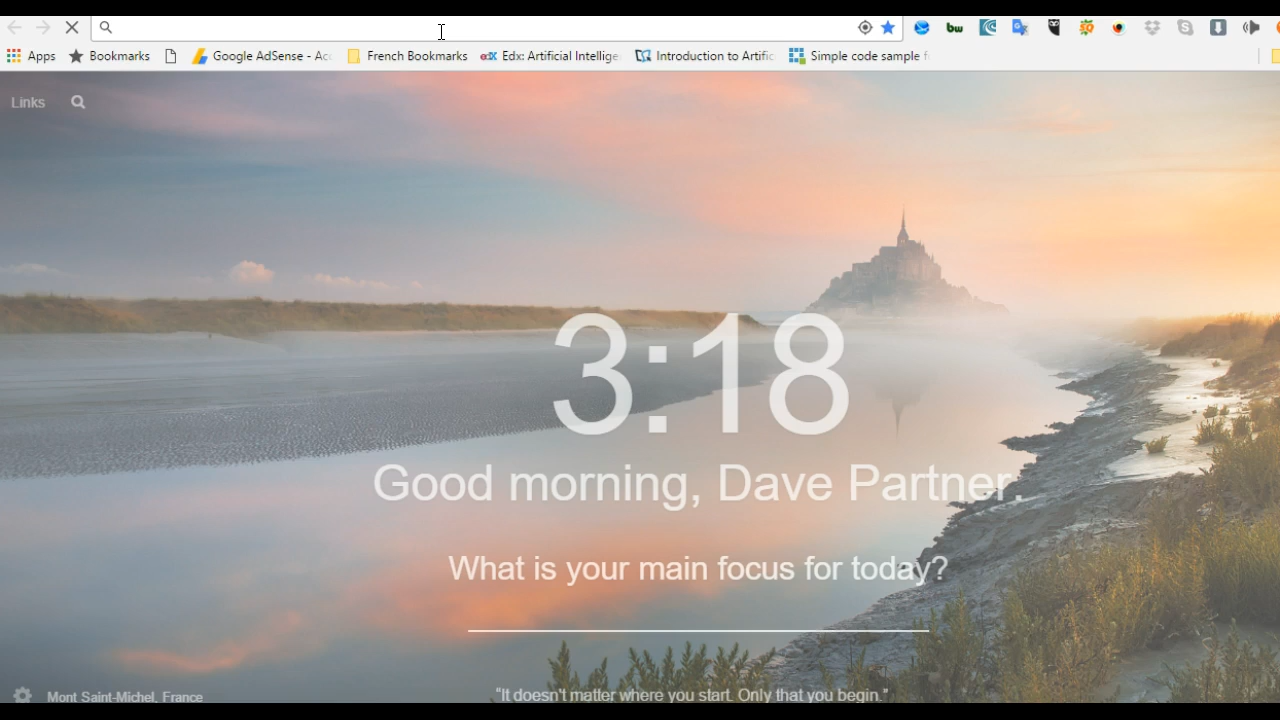 Apps Bookmarks Google AdSense - Acc French Bookmarks Edx: Artificial Intellige Introduction to Artific Simple code sample f
Links
3:18
Good morning, Dave Partner.
What is your main focus for today?
Mont Saint-Michel, France
“It doesn't matter where you start. Only that you begin.”